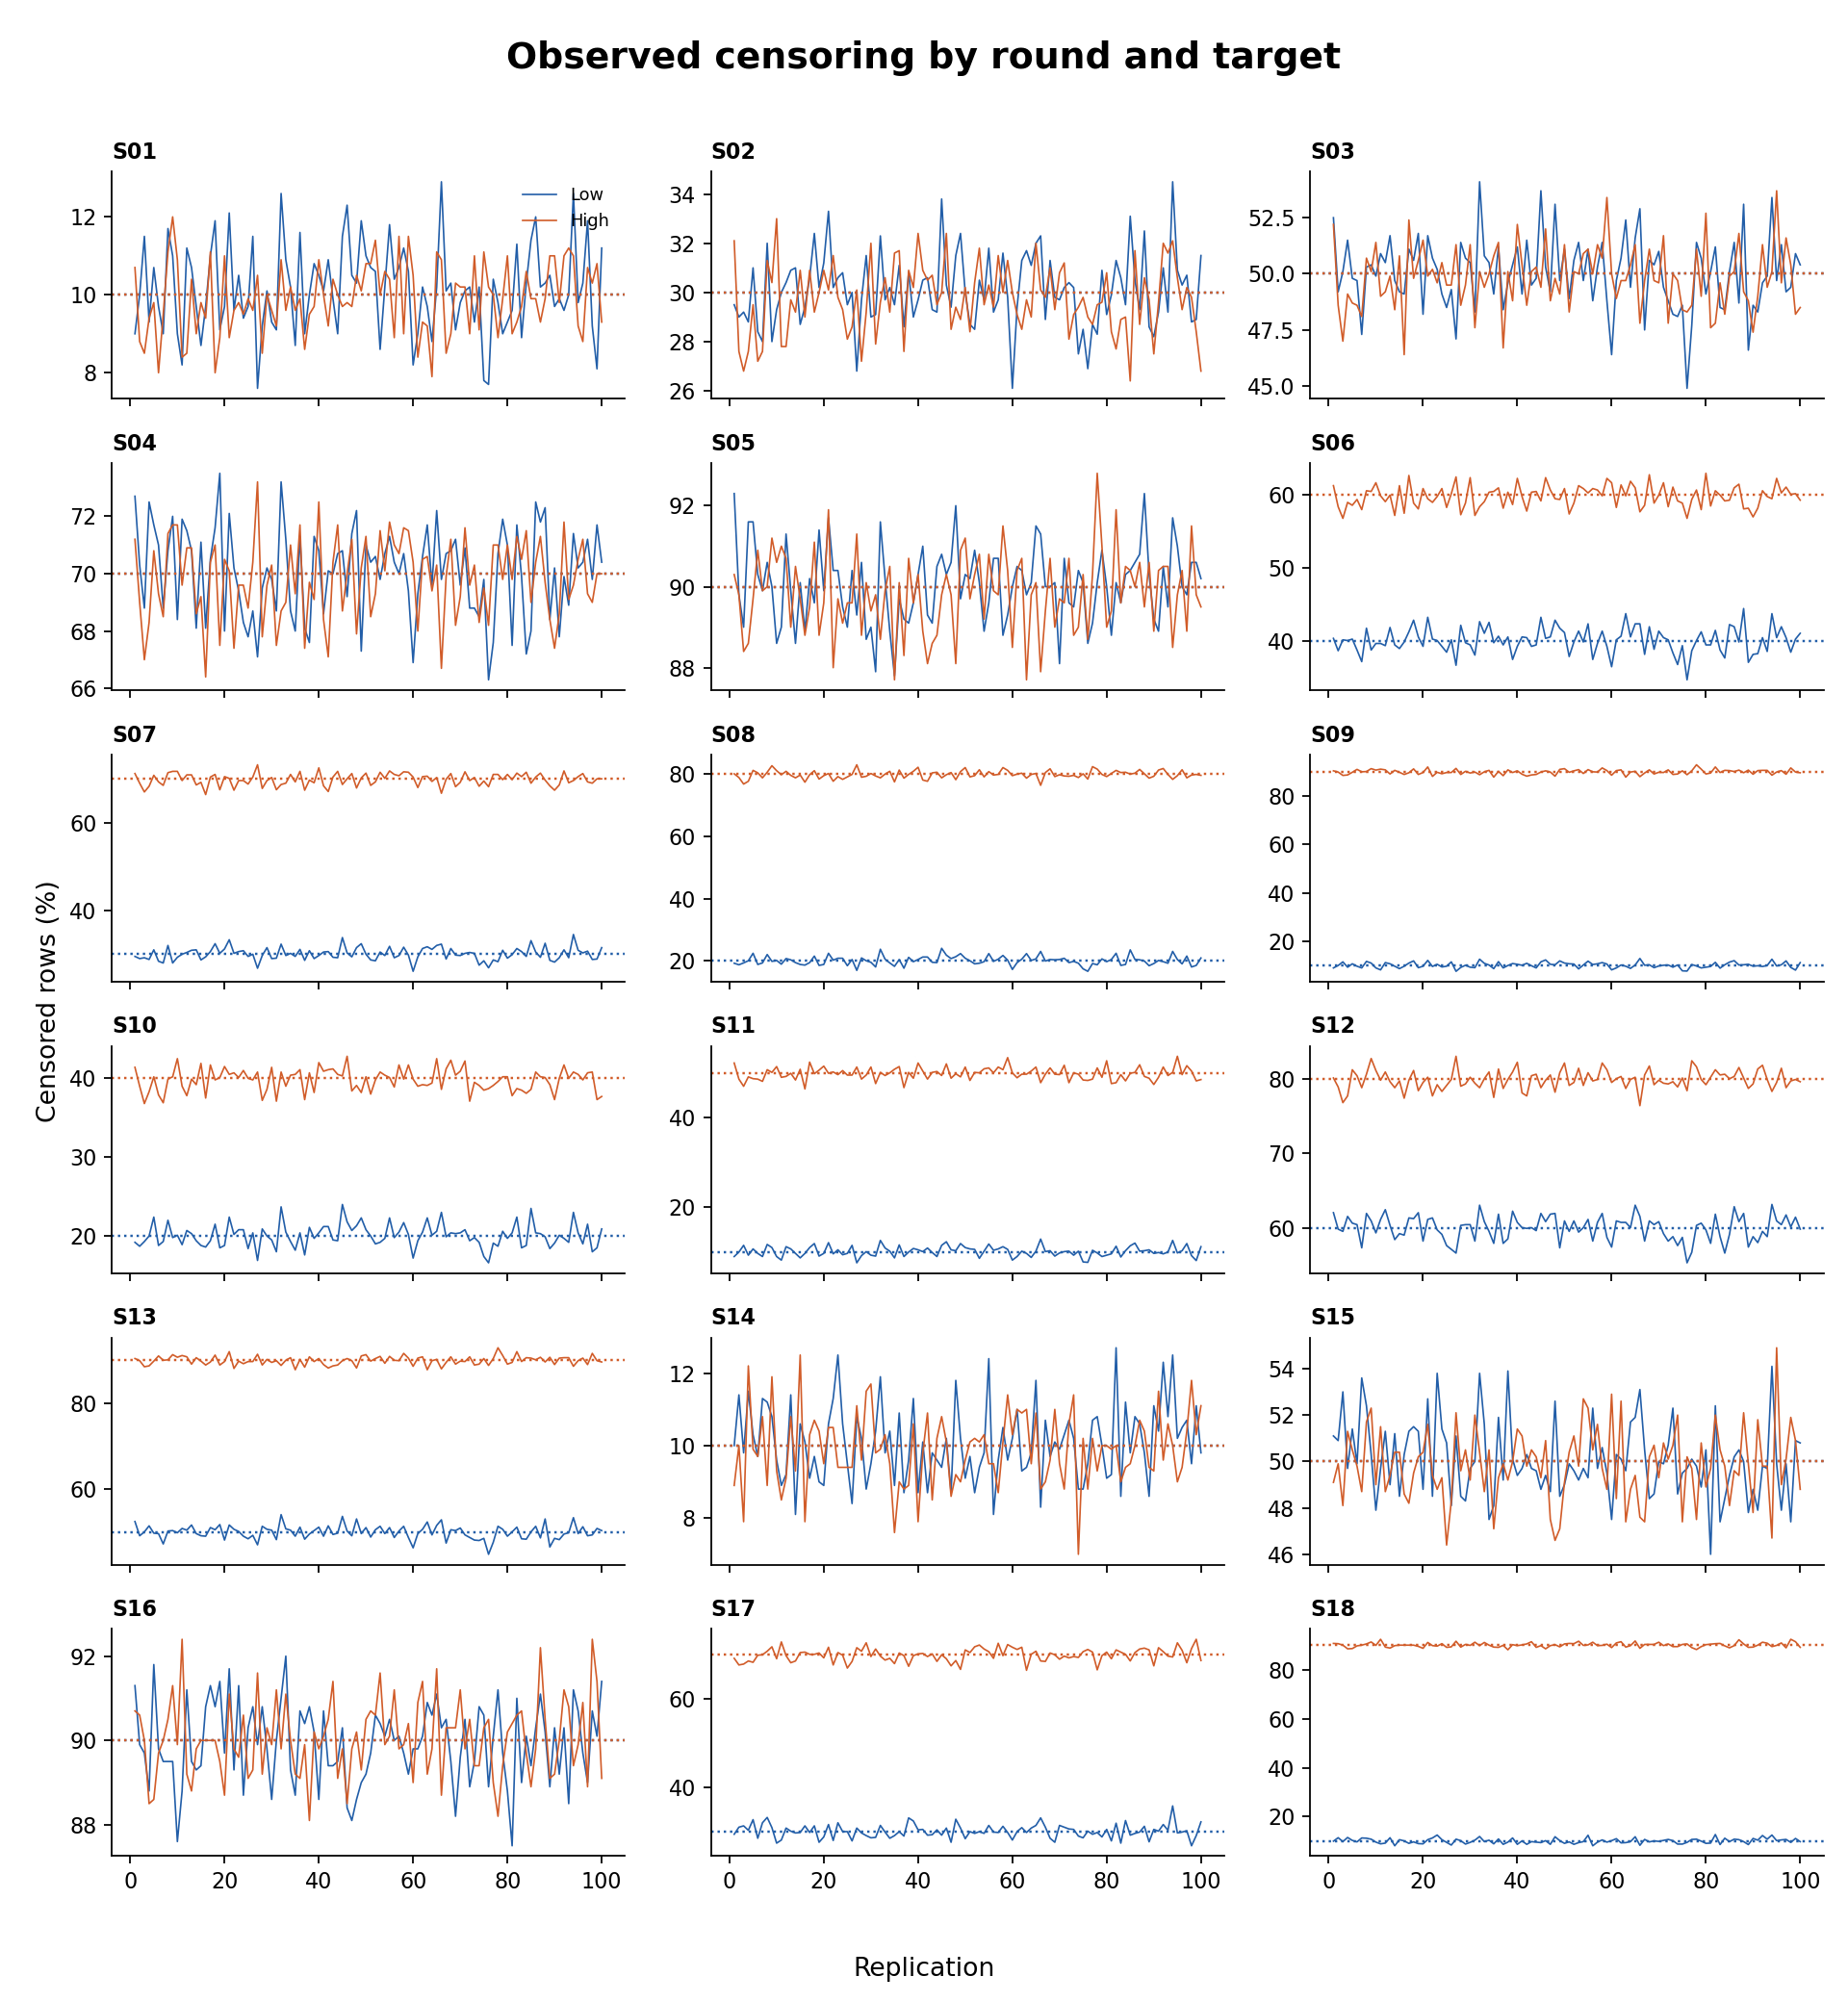 Observed censoring by round and target
S01
S02
S03
12
10
8
Low
High
34
32
30
28
26
52.5
50.0
47.5
45.0
S04
S05
S06
72
70
68
66
92
90
88
60
50
40
S07
S08
S09
60
40
80
60
40
20
80
60
40
20
Censored rows (%)
S10
S11
S12
40
30
20
40
20
80
70
60
S13
S14
S15
80
60
12
10
8
54
52
50
48
46
S16
S17
S18
92
90
88
60
40
80
60
40
20
0 20 40 60 80 100
0 20 40 60 80 100
0 20 40 60 80 100
Replication